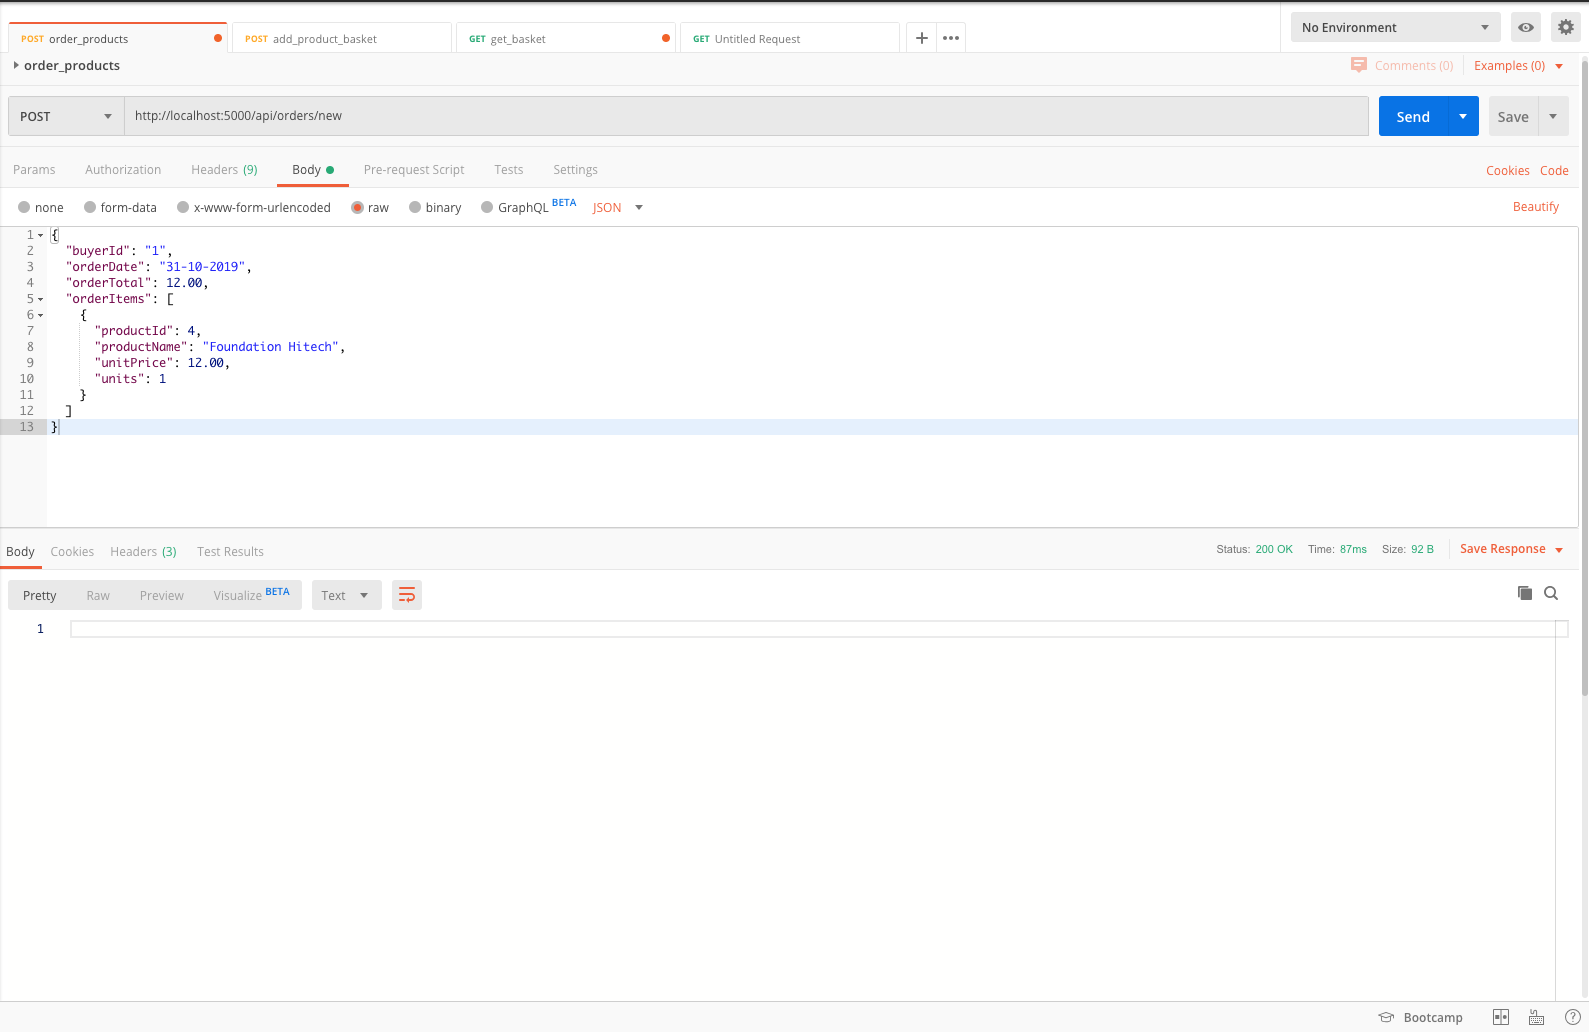 POST order_products
POST add_product_basket
GET get_basket
GET Untitled Request
No Environment
order_products
Comments (0)
Examples (0)
POST
http://localhost:5000/api/orders/new
Send
Save
Params Authorization Headers (9) Body Pre-request Script Tests Settings
Cookies Code
none form-data x-www-form-urlencoded raw binary GraphQL BETA JSON
Beautify
1 {
2 "buyerId": "1",
3 "orderDate": "31-10-2019",
4 "orderTotal": 12.00,
5 "orderItems": [
6 {
7 "productId": 4,
8 "productName": "Foundation Hitech",
9 "unitPrice": 12.00,
10 "units": 1
11 }
12 ]
13 }
Body Cookies Headers (3) Test Results
Status: 200 OK Time: 87ms Size: 92 B
Save Response
Pretty Raw Preview Visualize BETA Text
1
Bootcamp